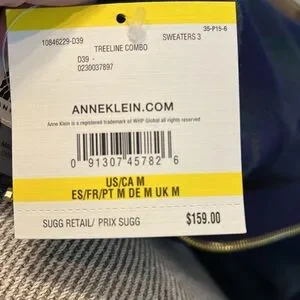 35-P15-6
10846229-D39 SWEATERS 3
TREELINE COMBO
D39 -
0230037897
ANNEKLEIN.COM
Anne Klein is a registered trademark of WHP Global all rights reserved
0 91307 45782 6
US/CA M
ES/FR/PT M DE M UK M
SUGG RETAIL/ PRIX SUGG $159.00